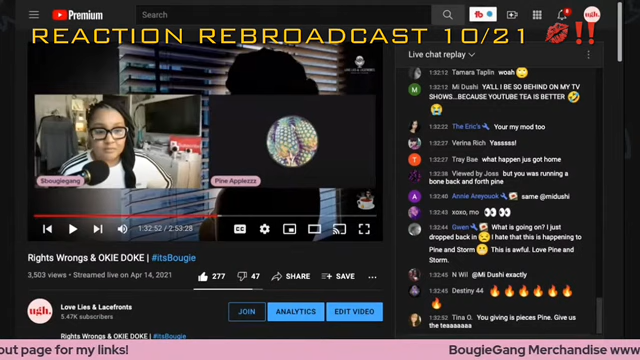 Premium
Search
8
ugh.
REACTION REBROADCAST 10/21 💋‼️
Live chat replay
1:32:12 Tamara Taplin woah 🙄
Mi Dushi YA'LL I BE SO BEHIND ON MY TV
SHOWS...BECAUSE YOUTUBE TEA IS BETTER 🤣
😭
1:32:22 The Eric's Your my mod too
1:32:22 Verina Rich Yasssss!
1:32:27 Tray Bae what happen jus got home
1:32:38 Viewed by Joss but you was running a
bone back and forth pine
1:32:40 Annie Areyouok same @midushi
1:32:43 xoxo, mo 👀👀
1:32:44 Gwen What is going on? I just
dropped back in 😒 I hate that this is happening to
Pine and Storm 😬 This is awful. Love Pine and
Storm.
1:32:45 N Wil @Mi Dushi exactly
1:32:45 Destiny 44 🔥🔥🔥🔥🔥🔥
🔥
1:32:52 Tina O. You giving is pieces Pine. Give us
the teaaaaaaa
Sbougiegang
Pine Applezzz
1:32:52 / 2:53:28
CC
Rights Wrongs & OKIE DOKE | #itsBougie
3,503 views • Streamed live on Apr 14, 2021
277
47
SHARE
SAVE
ugh.
Love Lies & Lacefronts
5.47K subscribers
JOIN
ANALYTICS
EDIT VIDEO
Rights Wrongs & OKIE DOKE | #itsBougie
out page for my links!
BougieGang Merchandise www